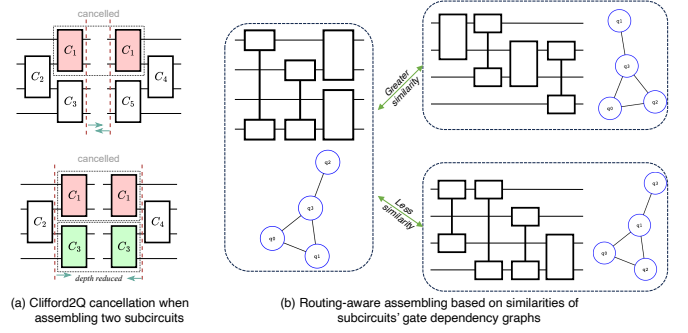 cancelled
C1
C1
C2
C4
C3
C5
cancelled
C1
C1
C2
C4
C3
C3
depth reduced
(a) Clifford2Q cancellation when
assembling two subcircuits
q2
q3
q0
q1
Greater
similarity
Less
similarity
q1
q3
q0
q2
q3
q1
q0
q2
(b) Routing-aware assembling based on similarities of
subcircuits' gate dependency graphs